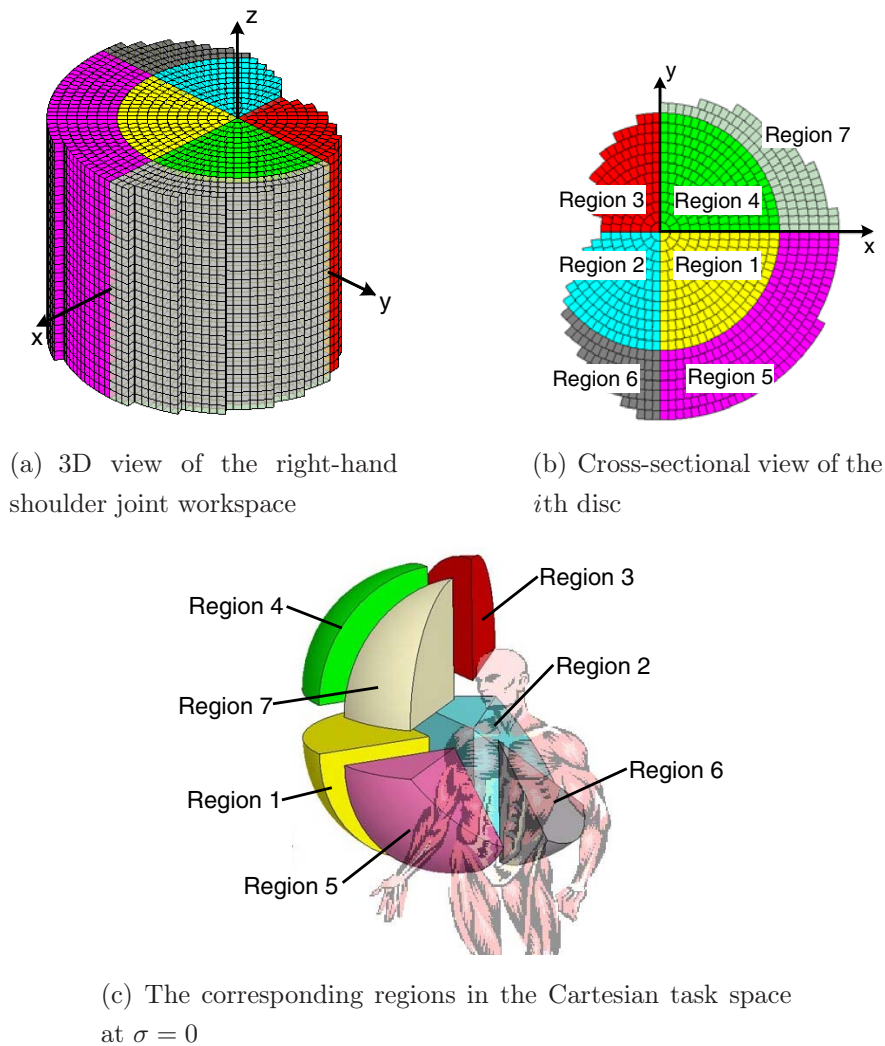 z
x
y
(a) 3D view of the right-hand
shoulder joint workspace
y
Region 7
Region 3
Region 4
x
Region 2
Region 1
Region 6
Region 5
(b) Cross-sectional view of the
ith disc
Region 4
Region 3
Region 2
Region 7
Region 6
Region 1
Region 5
(c) The corresponding regions in the Cartesian task space
at σ = 0